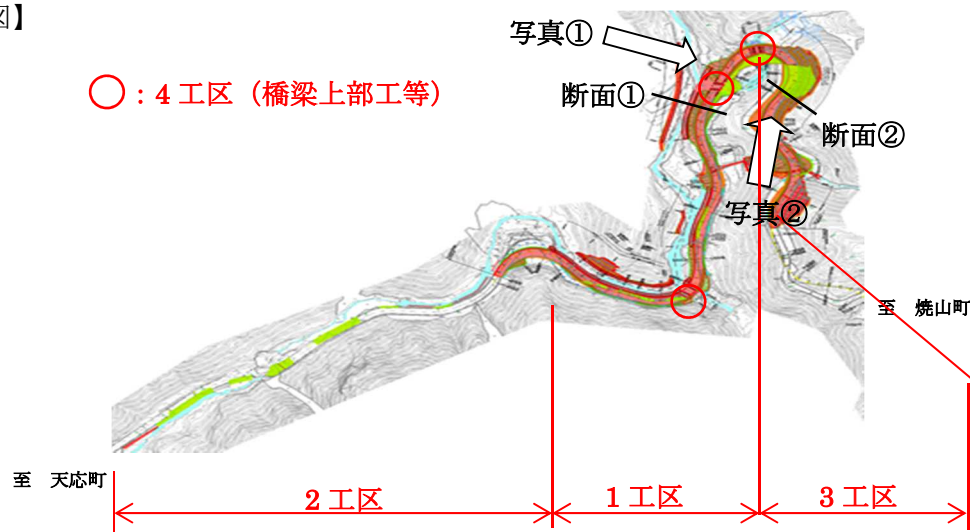 図】
写真①
○：4 工区（橋梁上部工等）
断面①
断面②
写真②
至　焼山町
至　天応町
2 工区
1 工区
3 工区